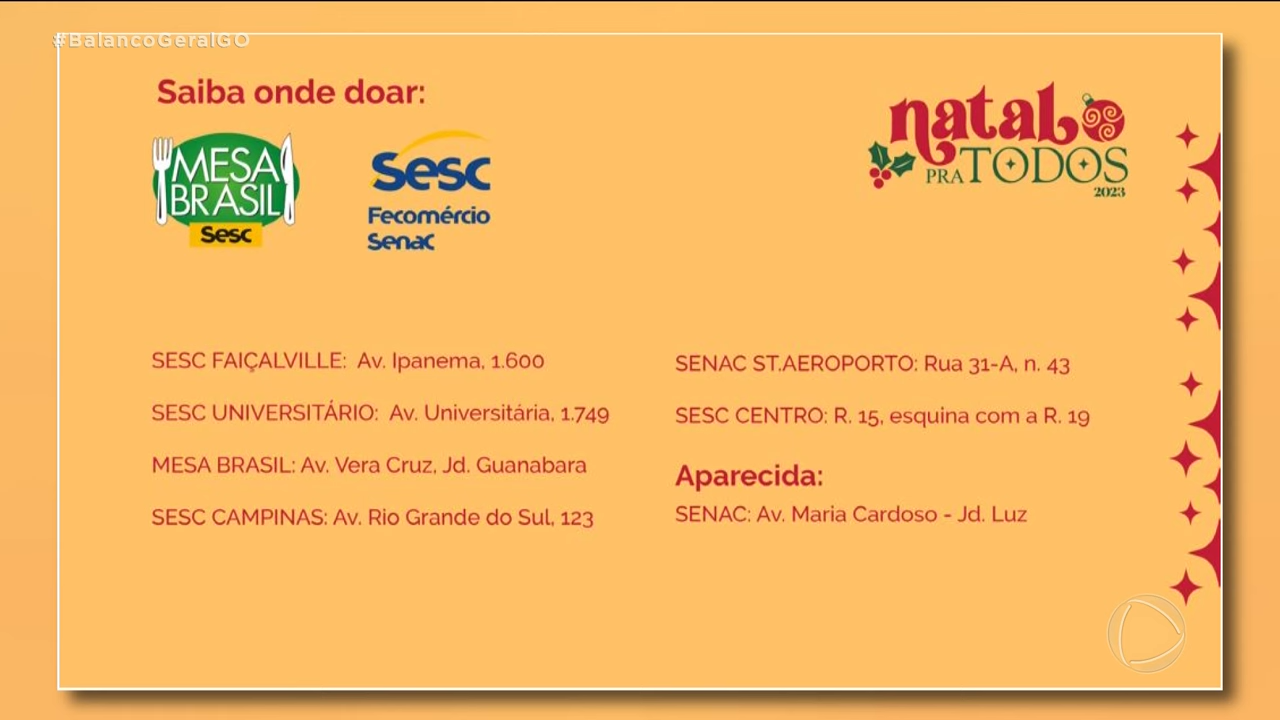 #BalancoGeralGO
Saiba onde doar:
MESA
BRASIL
Sesc
Sesc
Fecomércio
Senac
natal
PRA TODOS
2023
SESC FAIÇALVILLE: Av. Ipanema, 1.600
SESC UNIVERSITÁRIO: Av. Universitária, 1.749
MESA BRASIL: Av. Vera Cruz, Jd. Guanabara
SESC CAMPINAS: Av. Rio Grande do Sul, 123
SENAC ST.AEROPORTO: Rua 31-A, n. 43
SESC CENTRO: R. 15, esquina com a R. 19
Aparecida:
SENAC: Av. Maria Cardoso - Jd. Luz